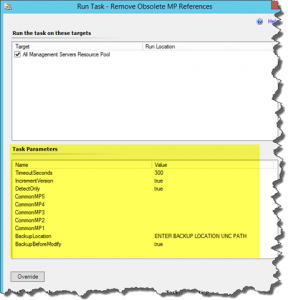 Run Task - Remove Obsolete MP References
Run the task on these targets
Target Run Location
All Management Servers Resource Pool
Task Parameters
Name Value
TimeoutSeconds 300
IncrementVersion true
DetectOnly true
CommonMP5
CommonMP4
CommonMP3
CommonMP2
CommonMP1
BackupLocation ENTER BACKUP LOCATION UNC PATH
BackupBeforeModify true
Override